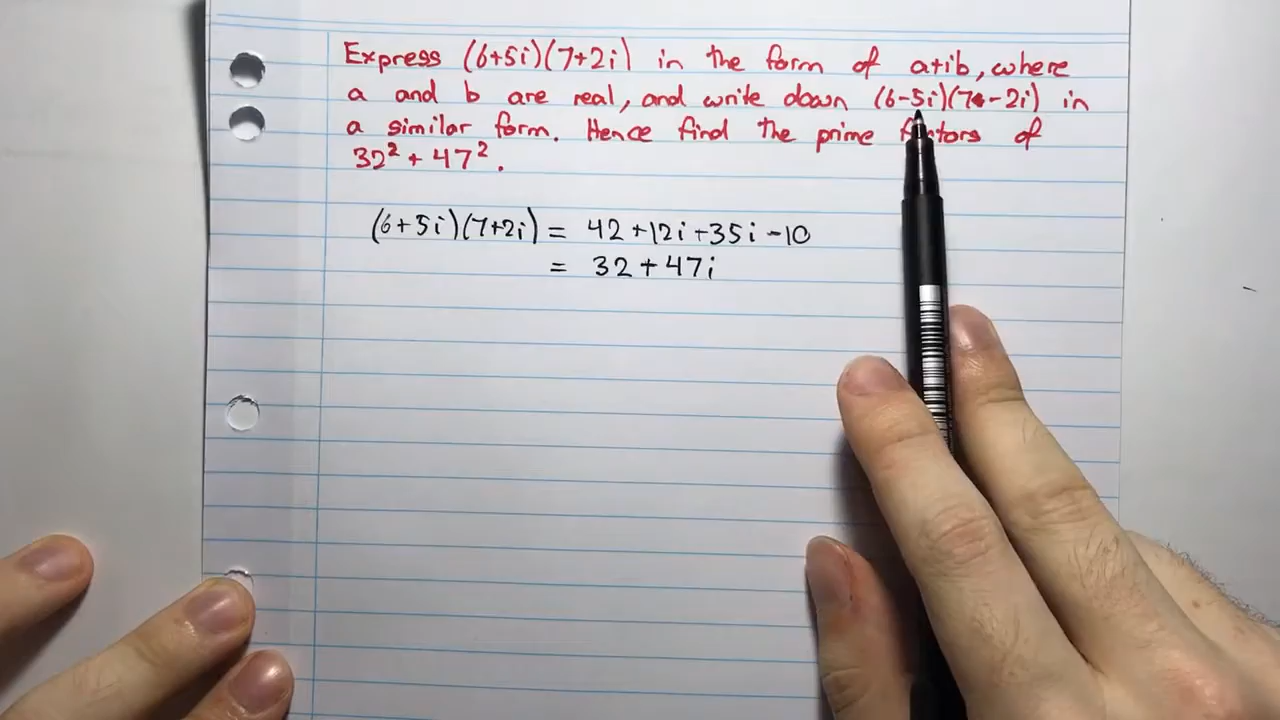 Express (6+5i)(7+2i) in the form of a+ib, where
a and b are real, and write down (6-5i)(7-2i) in
a similar form. Hence find the prime factors of
32² + 47².
(6+5i)(7+2i) = 42 +12i +35i -10
= 32 + 47i